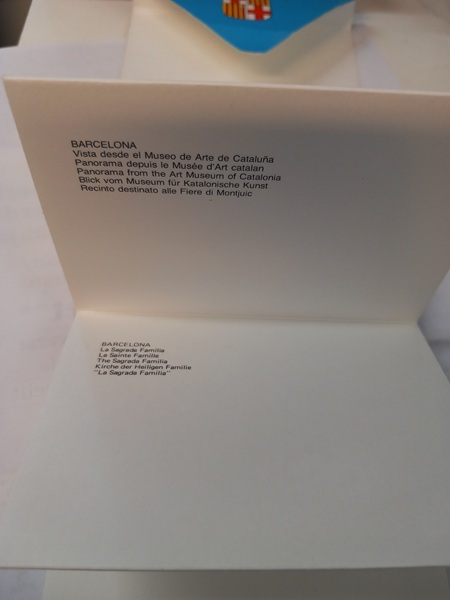 BARCELONA
Vista desde el Museo de Arte de Cataluña
Panorama depuis le Musée d'Art catalan
Panorama from the Art Museum of Catalonia
Blick vom Museum für Katalonische Kunst
Recinto destinato alle Fiere di Montjuic
BARCELONA
La Sagrada Familia
La Sainte Famille
The Sagrada Familia
Kirche der Heiligen Familie
"La Sagrada Familia"